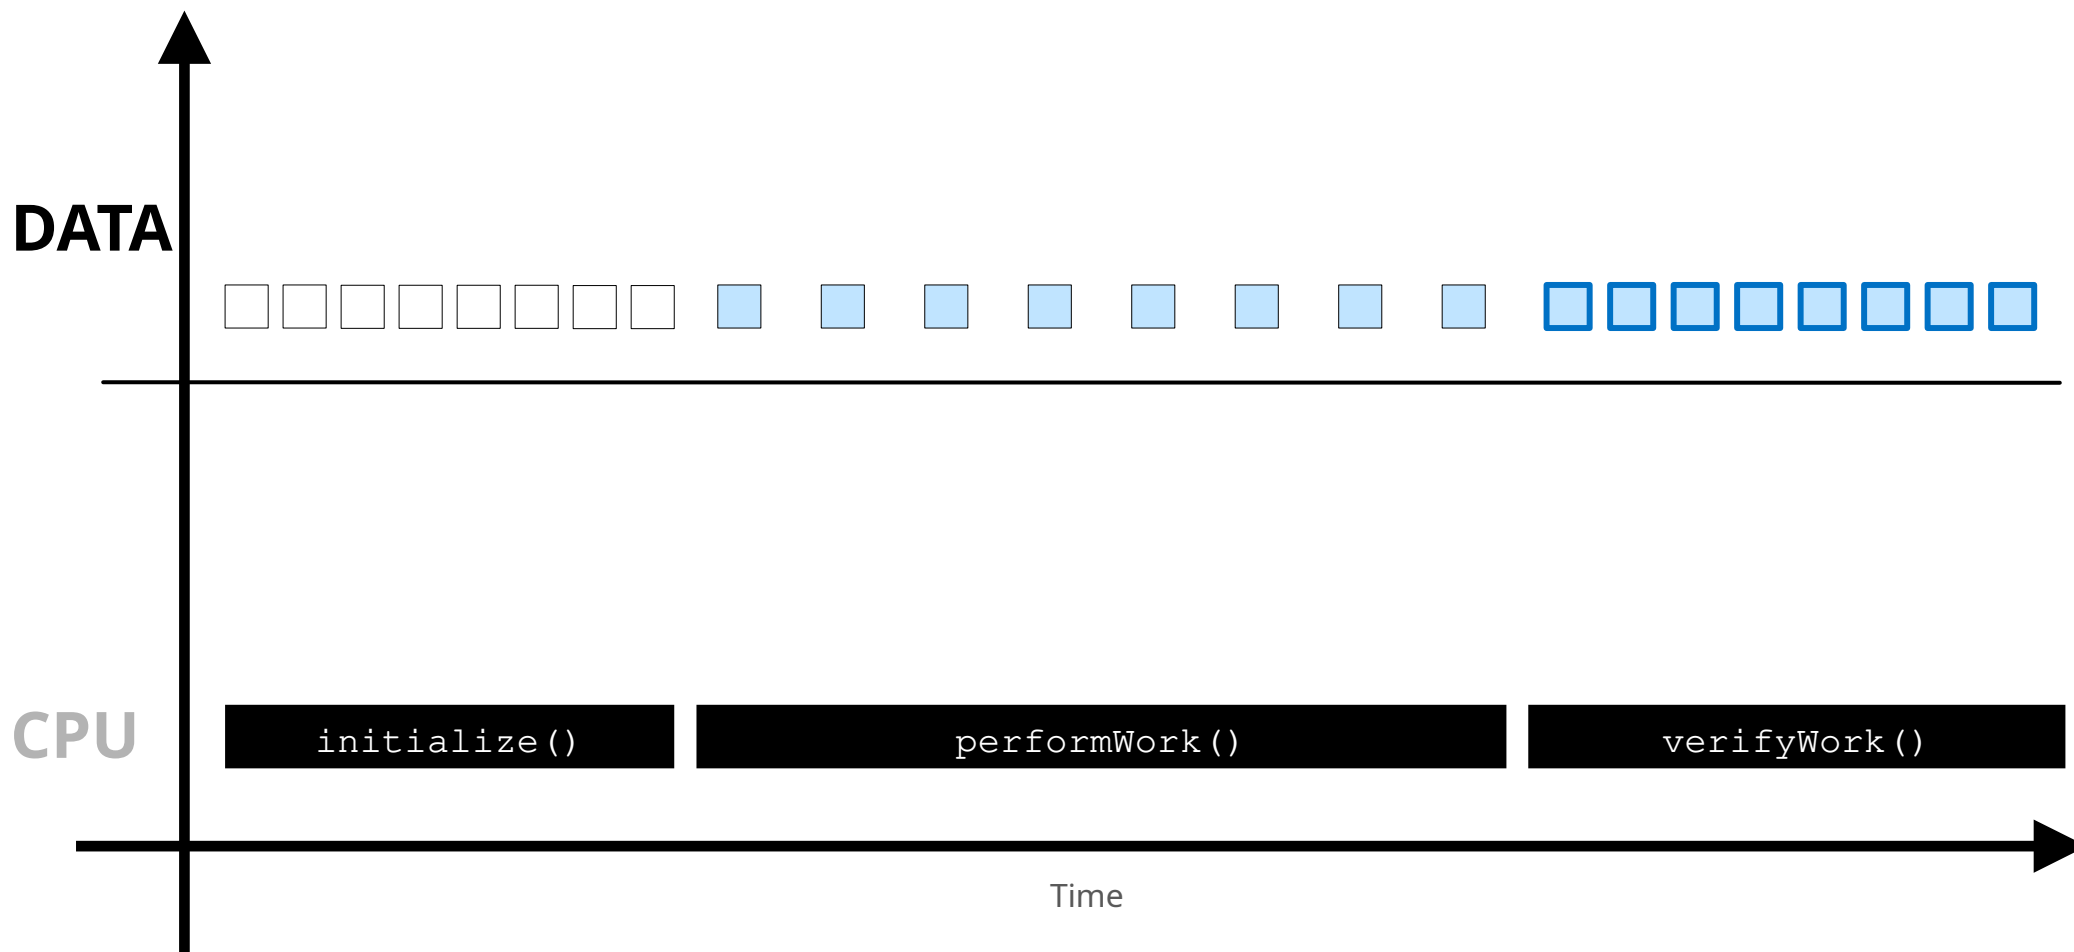 DATA
CPU
initialize()
performWork()
verifyWork()
Time